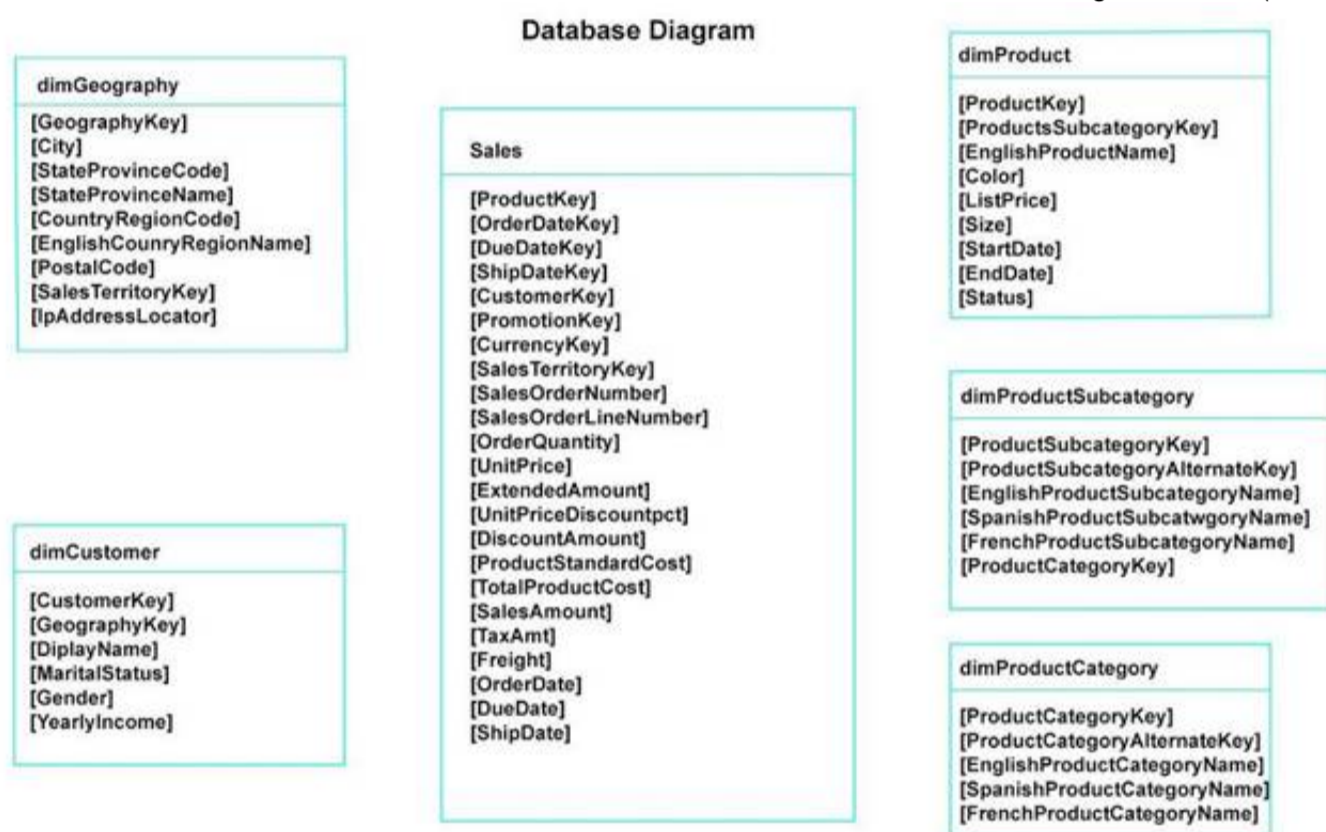 Database Diagram
dimGeography
[GeographyKey]
[City]
[StateProvinceCode]
[StateProvinceName]
[CountryRegionCode]
[EnglishCounryRegionName]
[PostalCode]
[SalesTerritoryKey]
[IpAddressLocator]
dimCustomer
[CustomerKey]
[GeographyKey]
[DiplayName]
[MaritalStatus]
[Gender]
[YearlyIncome]
Sales
[ProductKey]
[OrderDateKey]
[DueDateKey]
[ShipDateKey]
[CustomerKey]
[PromotionKey]
[CurrencyKey]
[SalesTerritoryKey]
[SalesOrderNumber]
[SalesOrderLineNumber]
[OrderQuantity]
[UnitPrice]
[ExtendedAmount]
[UnitPriceDiscountpct]
[DiscountAmount]
[ProductStandardCost]
[TotalProductCost]
[SalesAmount]
[TaxAmt]
[Freight]
[OrderDate]
[DueDate]
[ShipDate]
dimProduct
[ProductKey]
[ProductsSubcategoryKey]
[EnglishProductName]
[Color]
[ListPrice]
[Size]
[StartDate]
[EndDate]
[Status]
dimProductSubcategory
[ProductSubcategoryKey]
[ProductSubcategoryAlternateKey]
[EnglishProductSubcategoryName]
[SpanishProductSubcatwgoryName]
[FrenchProductSubcategoryName]
[ProductCategoryKey]
dimProductCategory
[ProductCategoryKey]
[ProductCategoryAlternateKey]
[EnglishProductCategoryName]
[SpanishProductCategoryName]
[FrenchProductCategoryName]